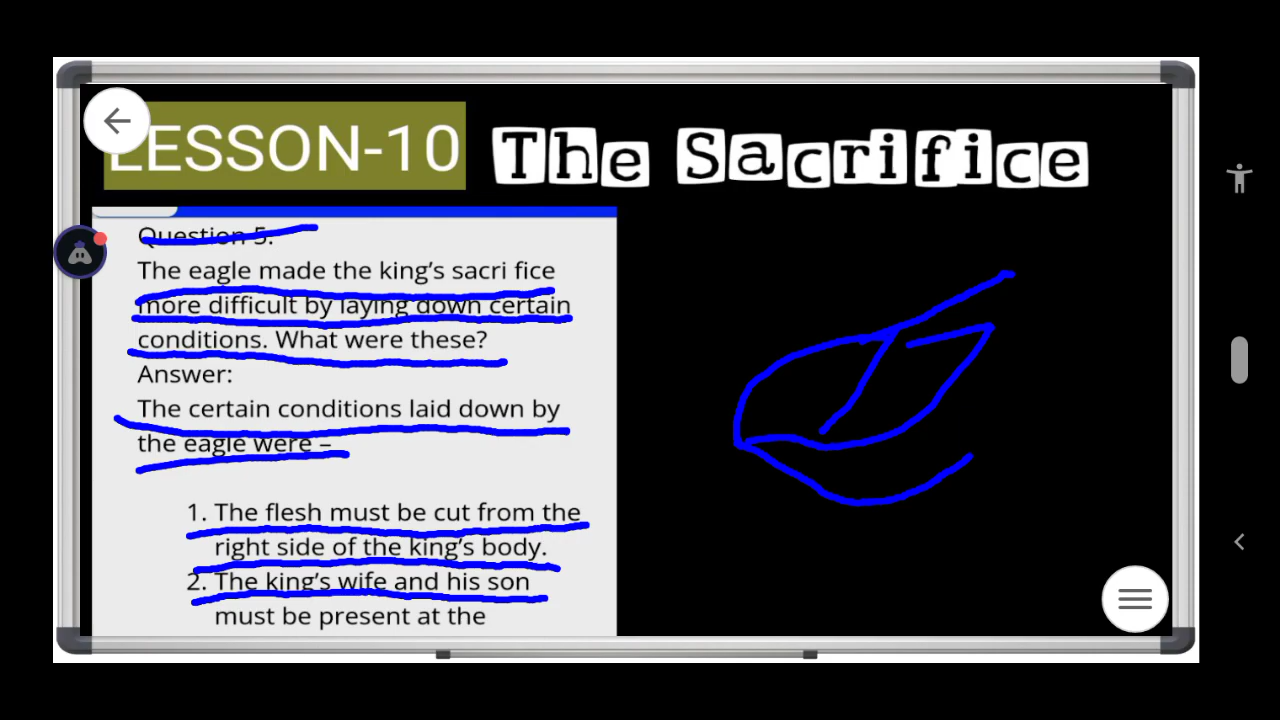 LESSON-10 The Sacrifice
Question 5.
The eagle made the king's sacri fice
more difficult by laying down certain
conditions. What were these?
Answer:
The certain conditions laid down by
the eagle were –
1. The flesh must be cut from the
right side of the king's body.
2. The king's wife and his son
must be present at the